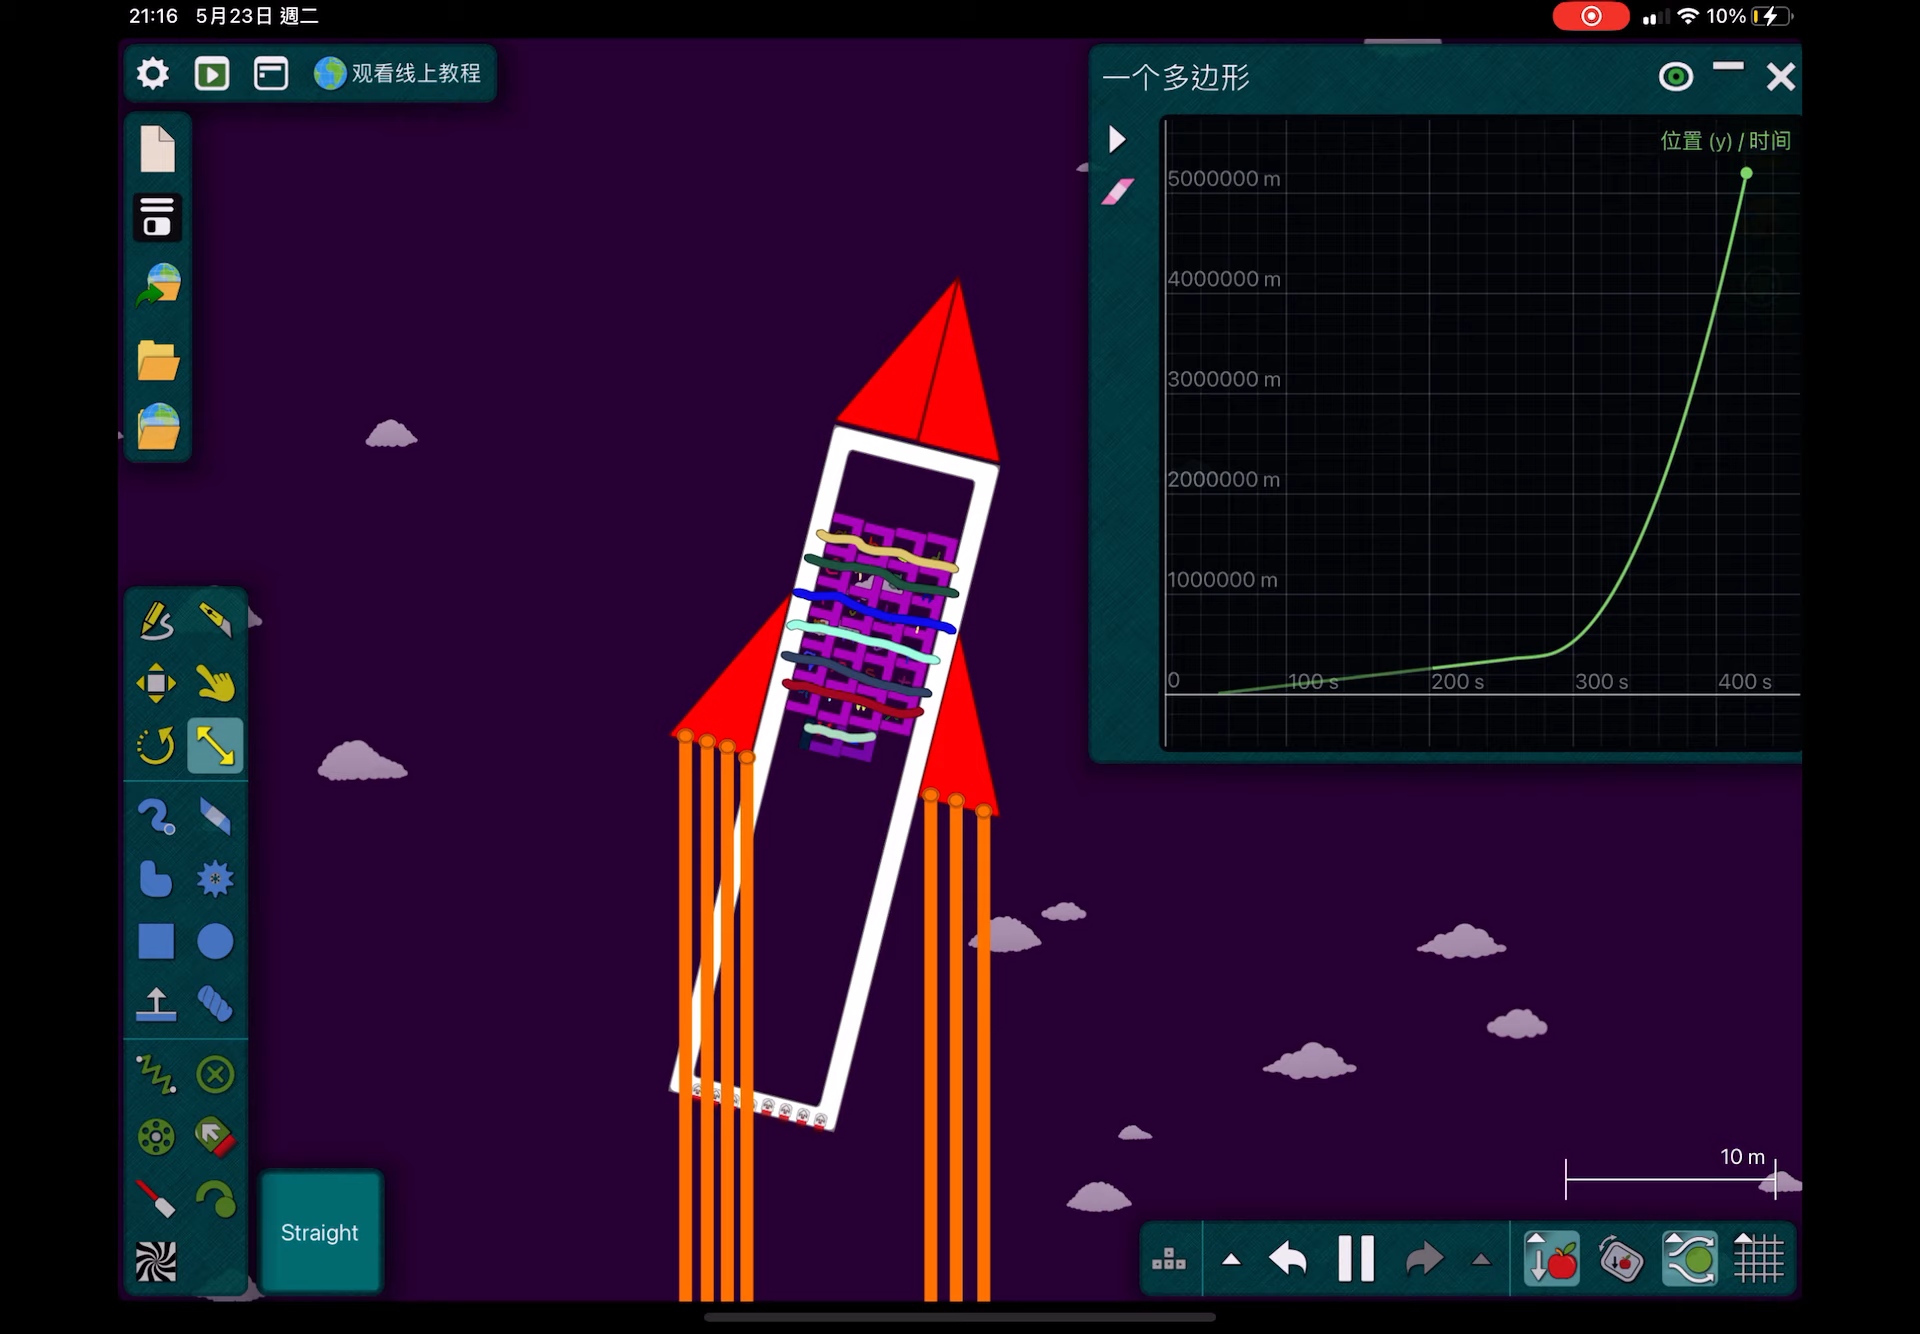 21:16 5月23日 週二
10%
观看线上教程
一个多边形
位置 (y) / 时间
5000000 m
4000000 m
3000000 m
2000000 m
1000000 m
0
100 s
200 s
300 s
400 s
10 m
Straight